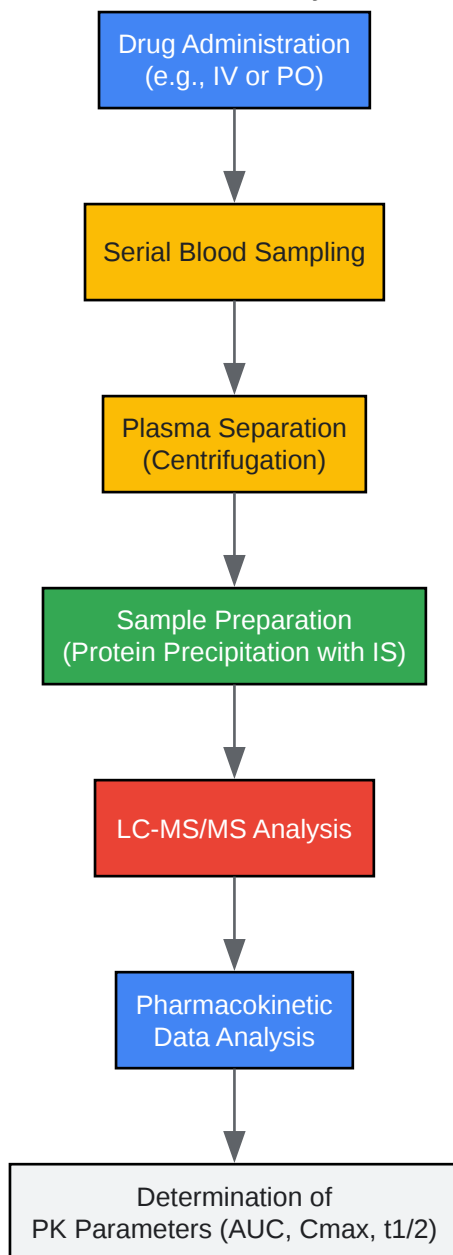 Drug Administration
(e.g., IV or PO)
Serial Blood Sampling
Plasma Separation
(Centrifugation)
Sample Preparation
(Protein Precipitation with IS)
LC-MS/MS Analysis
Pharmacokinetic
Data Analysis
Determination of
PK Parameters (AUC, Cmax, t1/2)